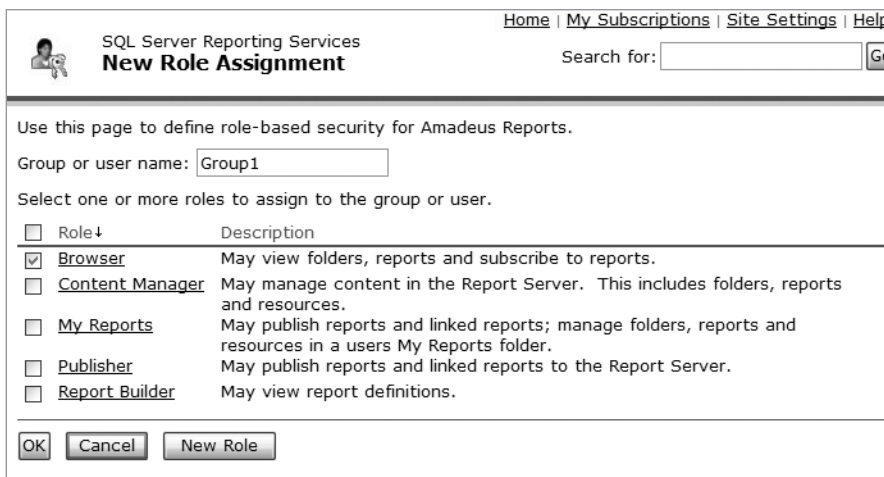 Home | My Subscriptions | Site Settings | Help
SQL Server Reporting Services
New Role Assignment
Search for:
Go
Use this page to define role-based security for Amadeus Reports.
Group or user name: Group1
Select one or more roles to assign to the group or user.
Role↓ Description
Browser May view folders, reports and subscribe to reports.
Content Manager May manage content in the Report Server. This includes folders, reports
and resources.
My Reports May publish reports and linked reports; manage folders, reports and
resources in a users My Reports folder.
Publisher May publish reports and linked reports to the Report Server.
Report Builder May view report definitions.
OK Cancel New Role